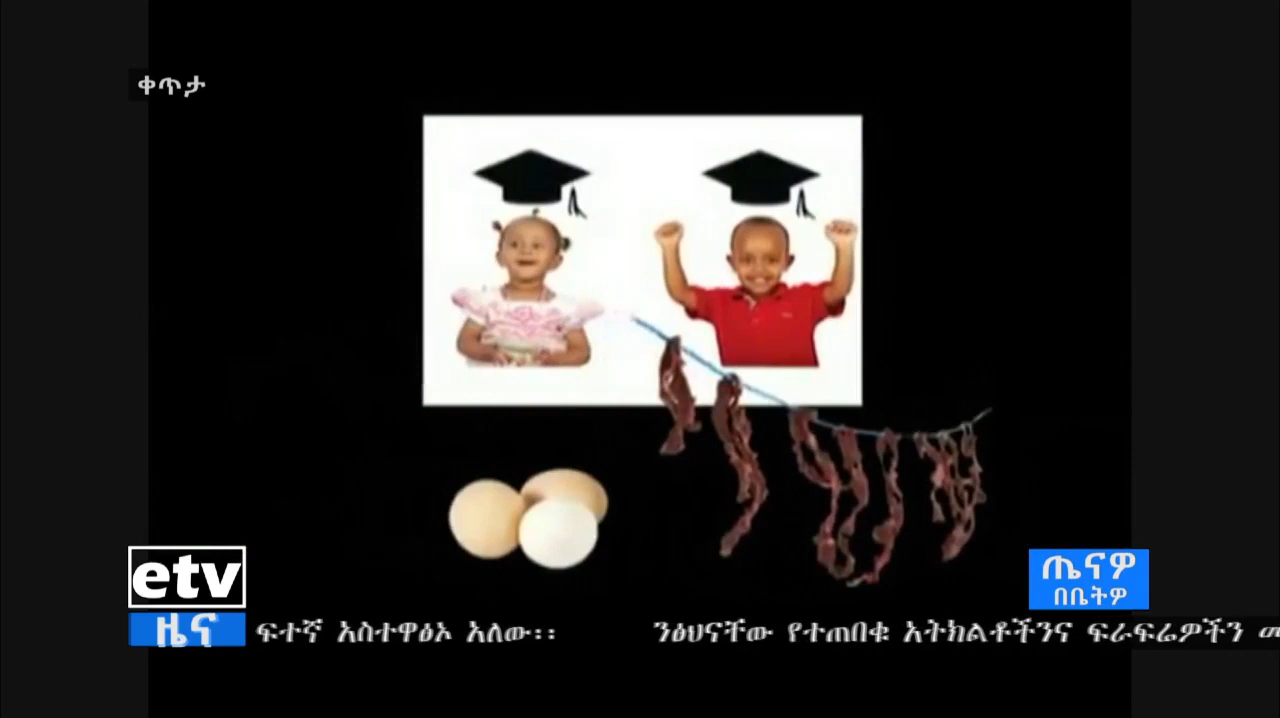 ቀጥታ
etv
ዜና
ጤናዎ
በቤትዎ
ፍተኛ አስተዋፅኦ አለው፡፡ ንፅህናቸው የተጠበቁ አትክልቶችንና ፍራፍሬዎችን መ